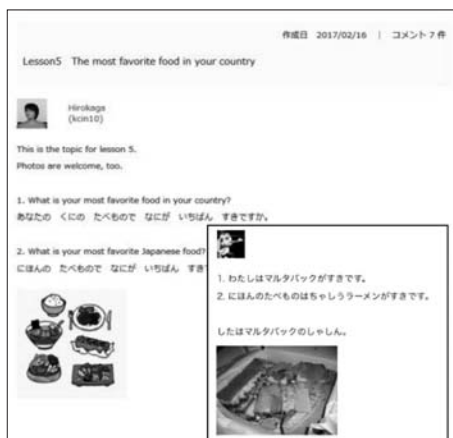 作成日 2017/02/16 | コメント 7 件
Lesson5 The most favorite food in your country
Hirokaga
(kcin10)
This is the topic for lesson 5.
Photos are welcome, too.
1. What is your most favorite food in your country?
あなたの くにの たべもので なにが いちばん すきですか。
2. What is your most favorite Japanese food?
にほんの たべもので なにが いちばん すき
1. わたしはマルタバックがすきです。
2. にほんのたべものはちゃしうラーメンがすきです。
したはマルタバックのしゃしん。